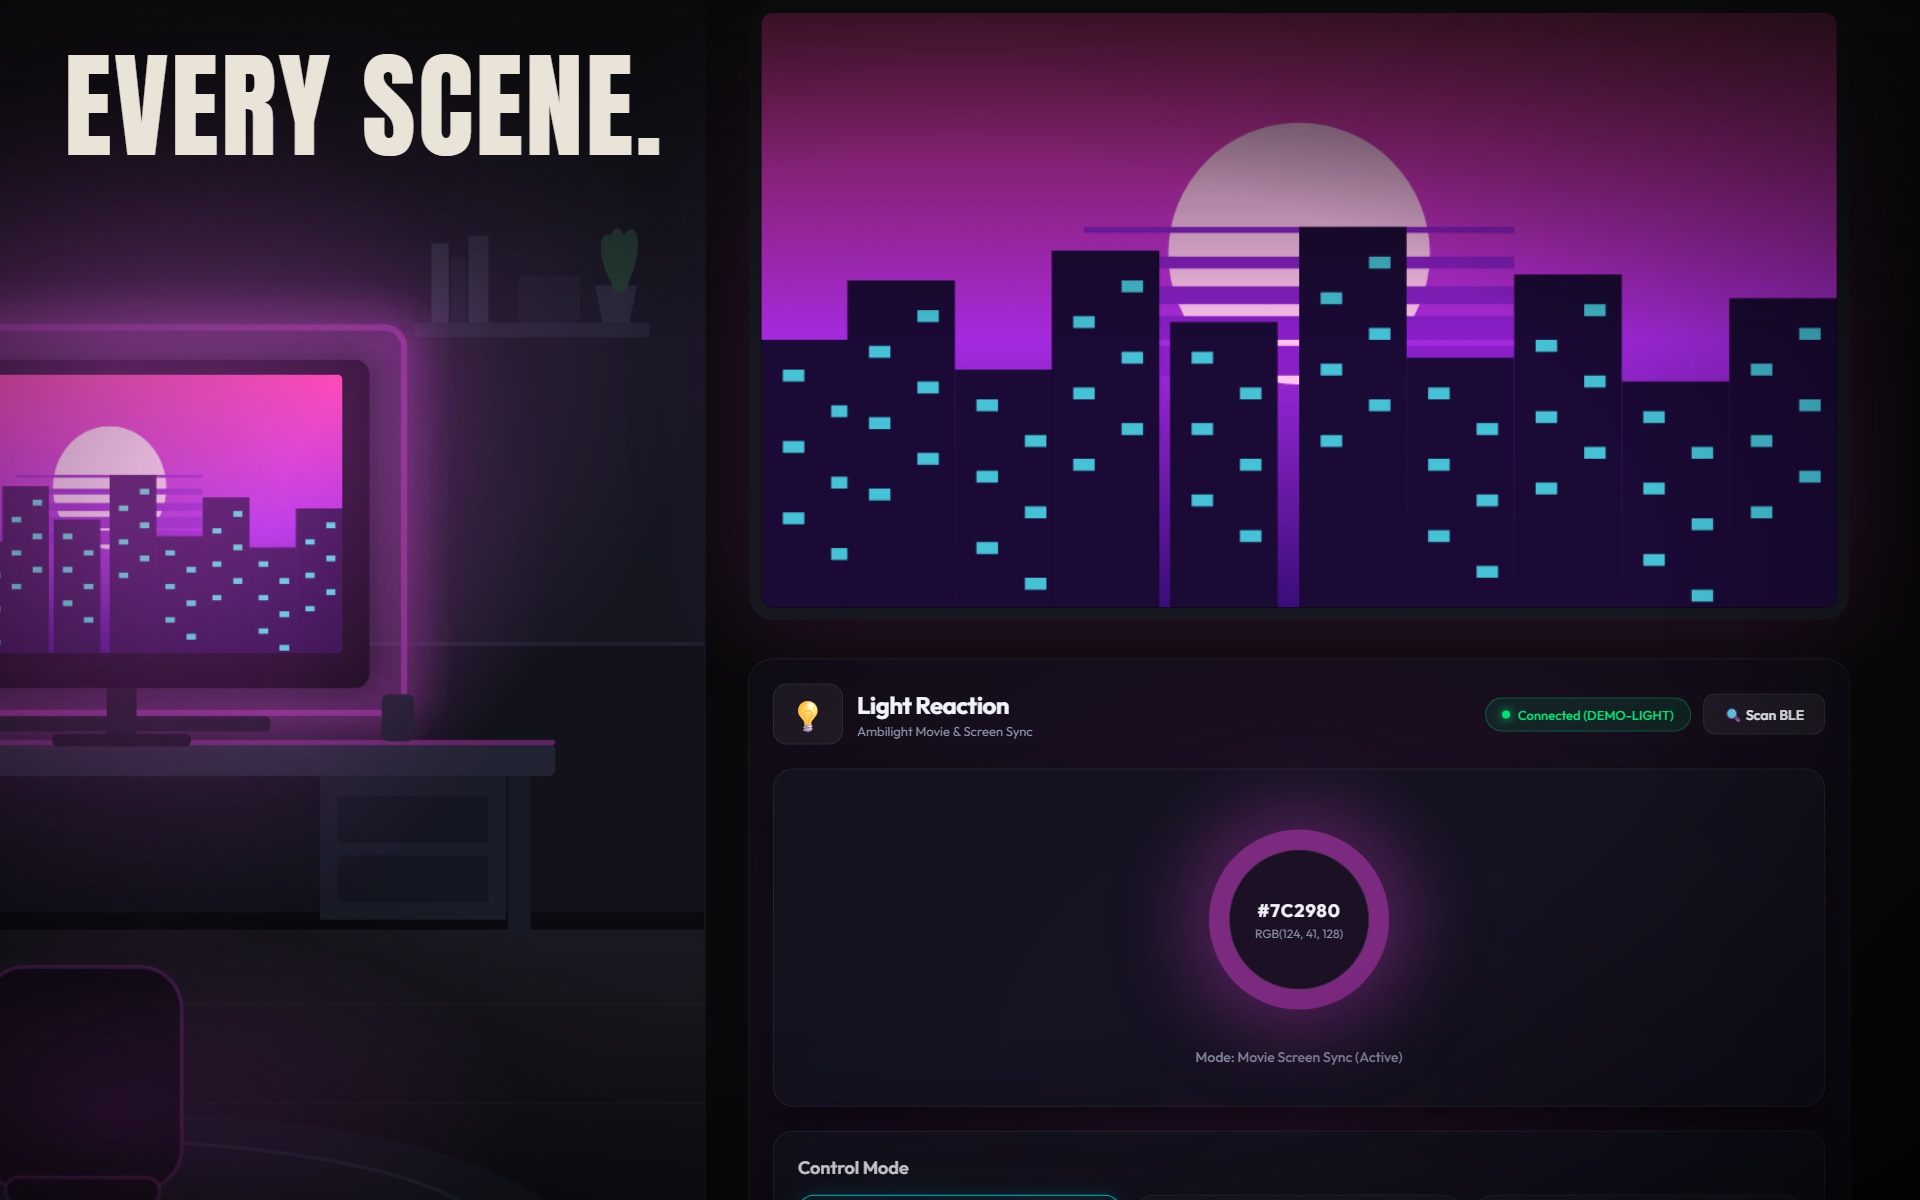 EVERY SCENE.
Light Reaction
Ambilight Movie & Screen Sync
Connected (DEMO-LIGHT)
Scan BLE
#7C2980
RGB(124, 41, 128)
Mode: Movie Screen Sync (Active)
Control Mode